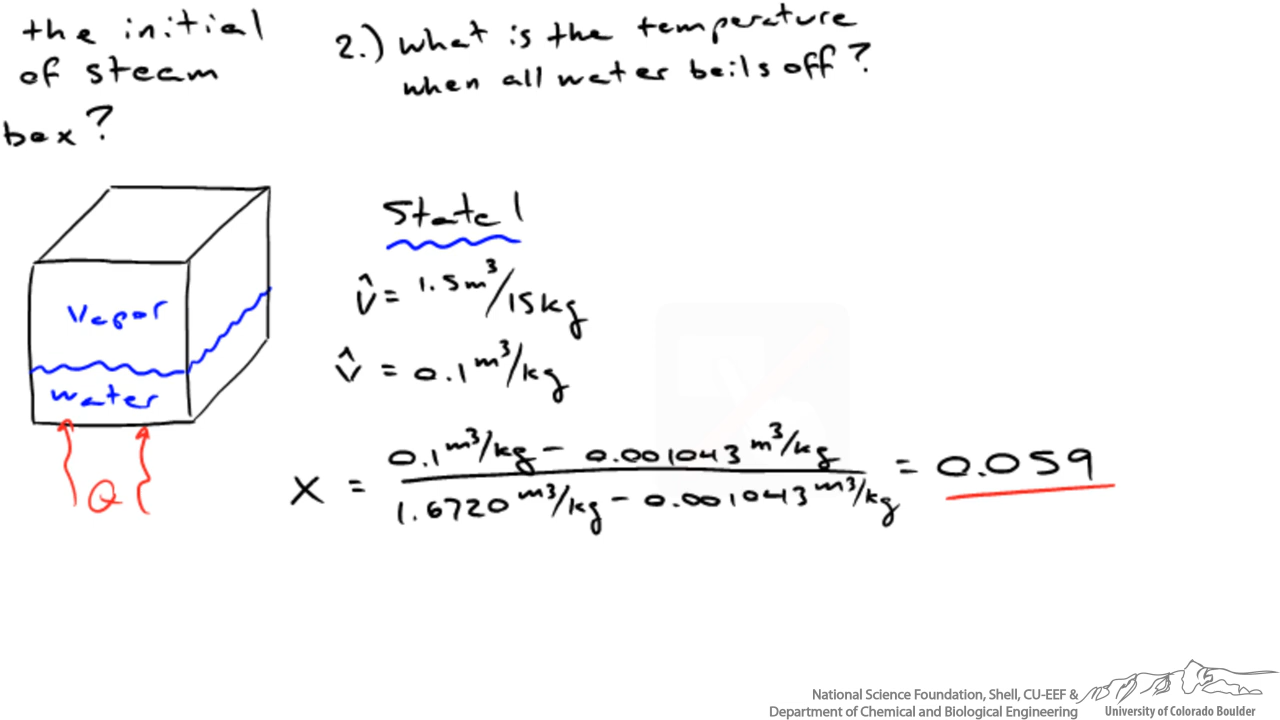 the initial
of steam
box?
2.) What is the temperature
when all water boils off?
Vapor
water
Q
State 1
v̂ = 1.5 m³/15kg
v̂ = 0.1 m³/kg
x = (0.1 m³/kg - 0.001043 m³/kg) / (1.6720 m³/kg - 0.001043 m³/kg) = 0.059
National Science Foundation, Shell, CU-EEF &
Department of Chemical and Biological Engineering
University of Colorado Boulder